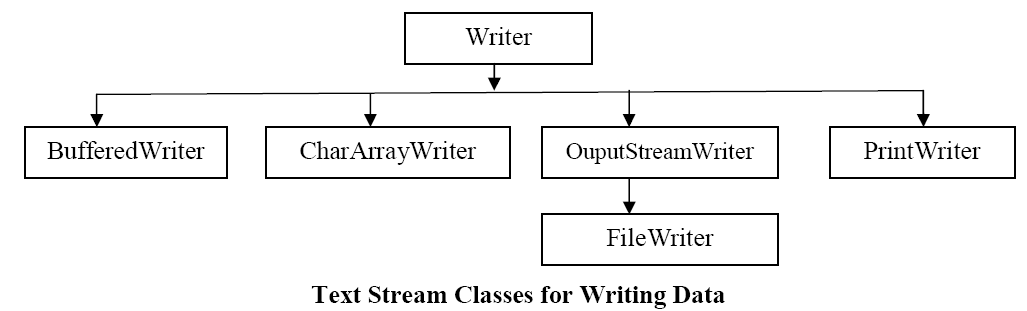 Writer
BufferedWriter
CharArrayWriter
OuputStreamWriter
PrintWriter
FileWriter
Text Stream Classes for Writing Data